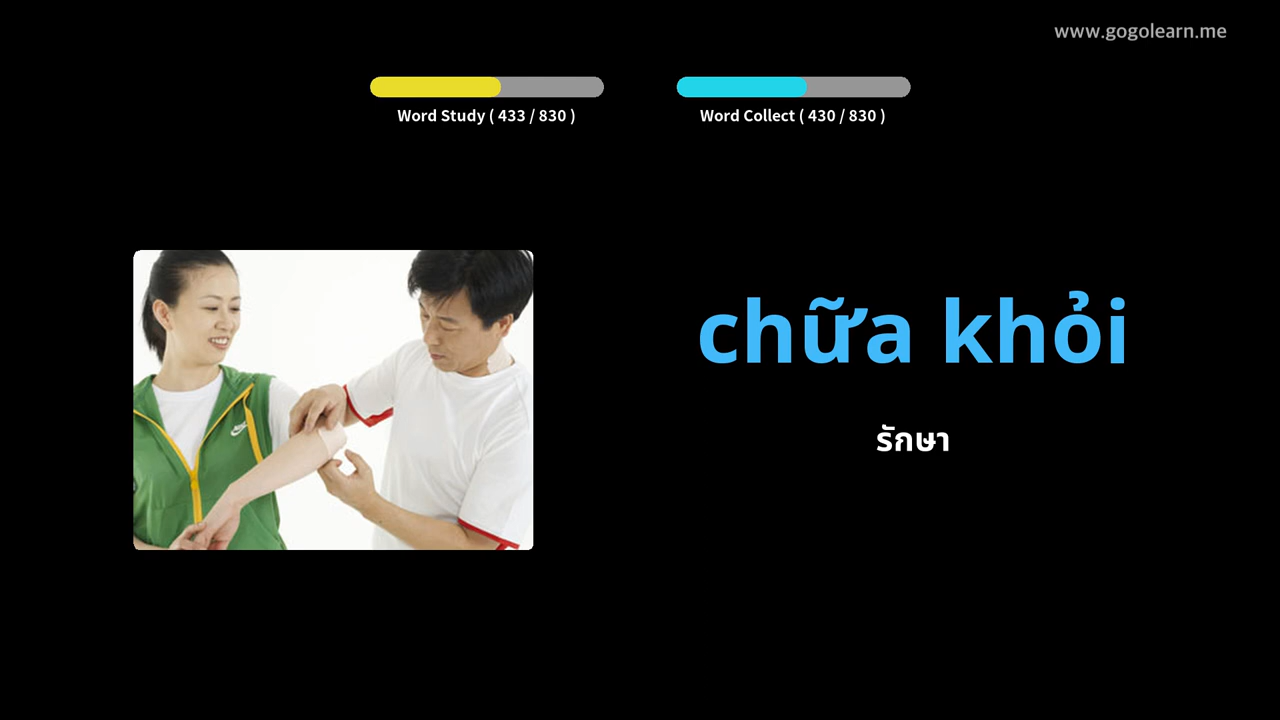 www.gogolearn.me
Word Study ( 433 / 830 )
Word Collect ( 430 / 830 )
chữa khỏi
รักษา